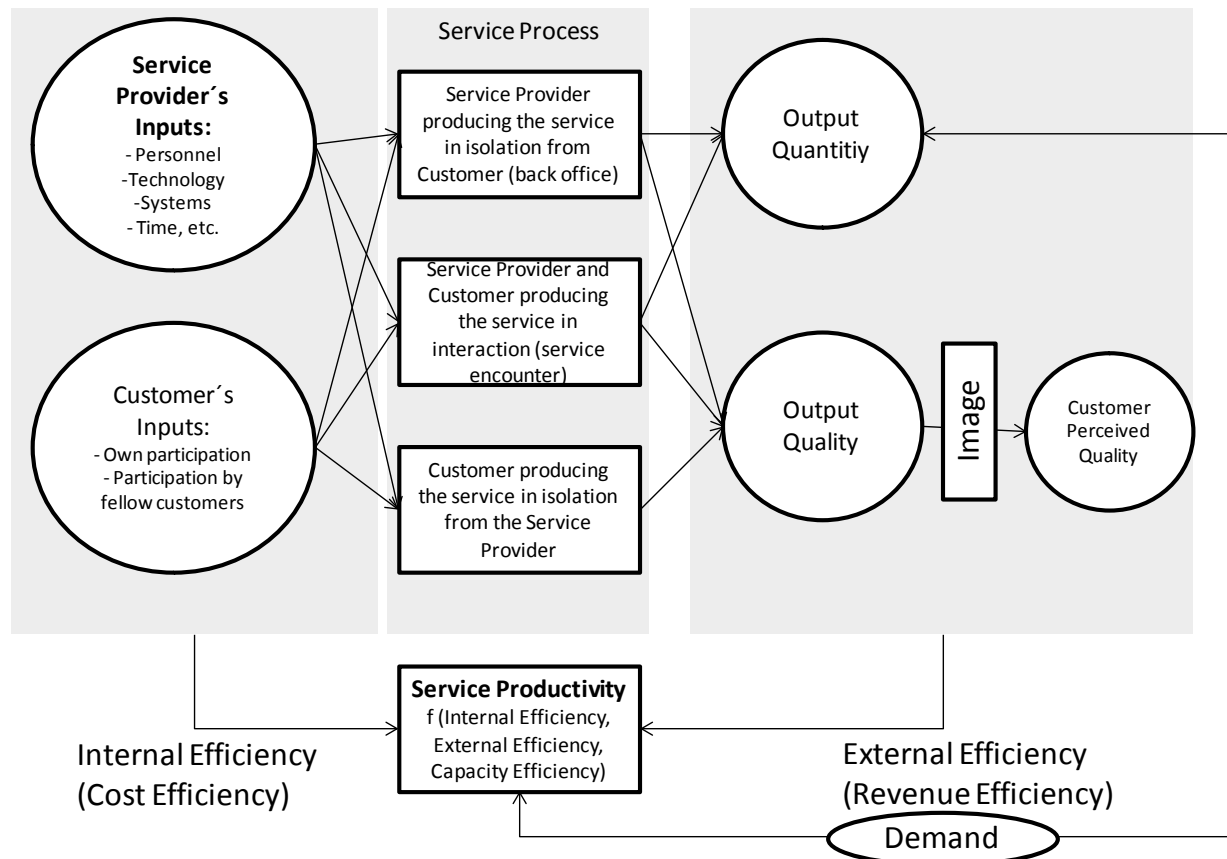 Service
Provider´s
Inputs:
- Personnel
-Technology
-Systems
- Time, etc.
Customer´s
Inputs:
- Own participation
- Participation by
fellow customers
Service Process
Service Provider
producing the service
in isolation from
Customer (back office)
Service Provider and
Customer producing
the service in
interaction (service
encounter)
Customer producing
the service in isolation
from the Service
Provider
Output
Quantitiy
Output
Quality
Image
Customer
Perceived
Quality
Internal Efficiency
(Cost Efficiency)
Service Productivity
f (Internal Efficiency,
External Efficiency,
Capacity Efficiency)
External Efficiency
(Revenue Efficiency)
Demand